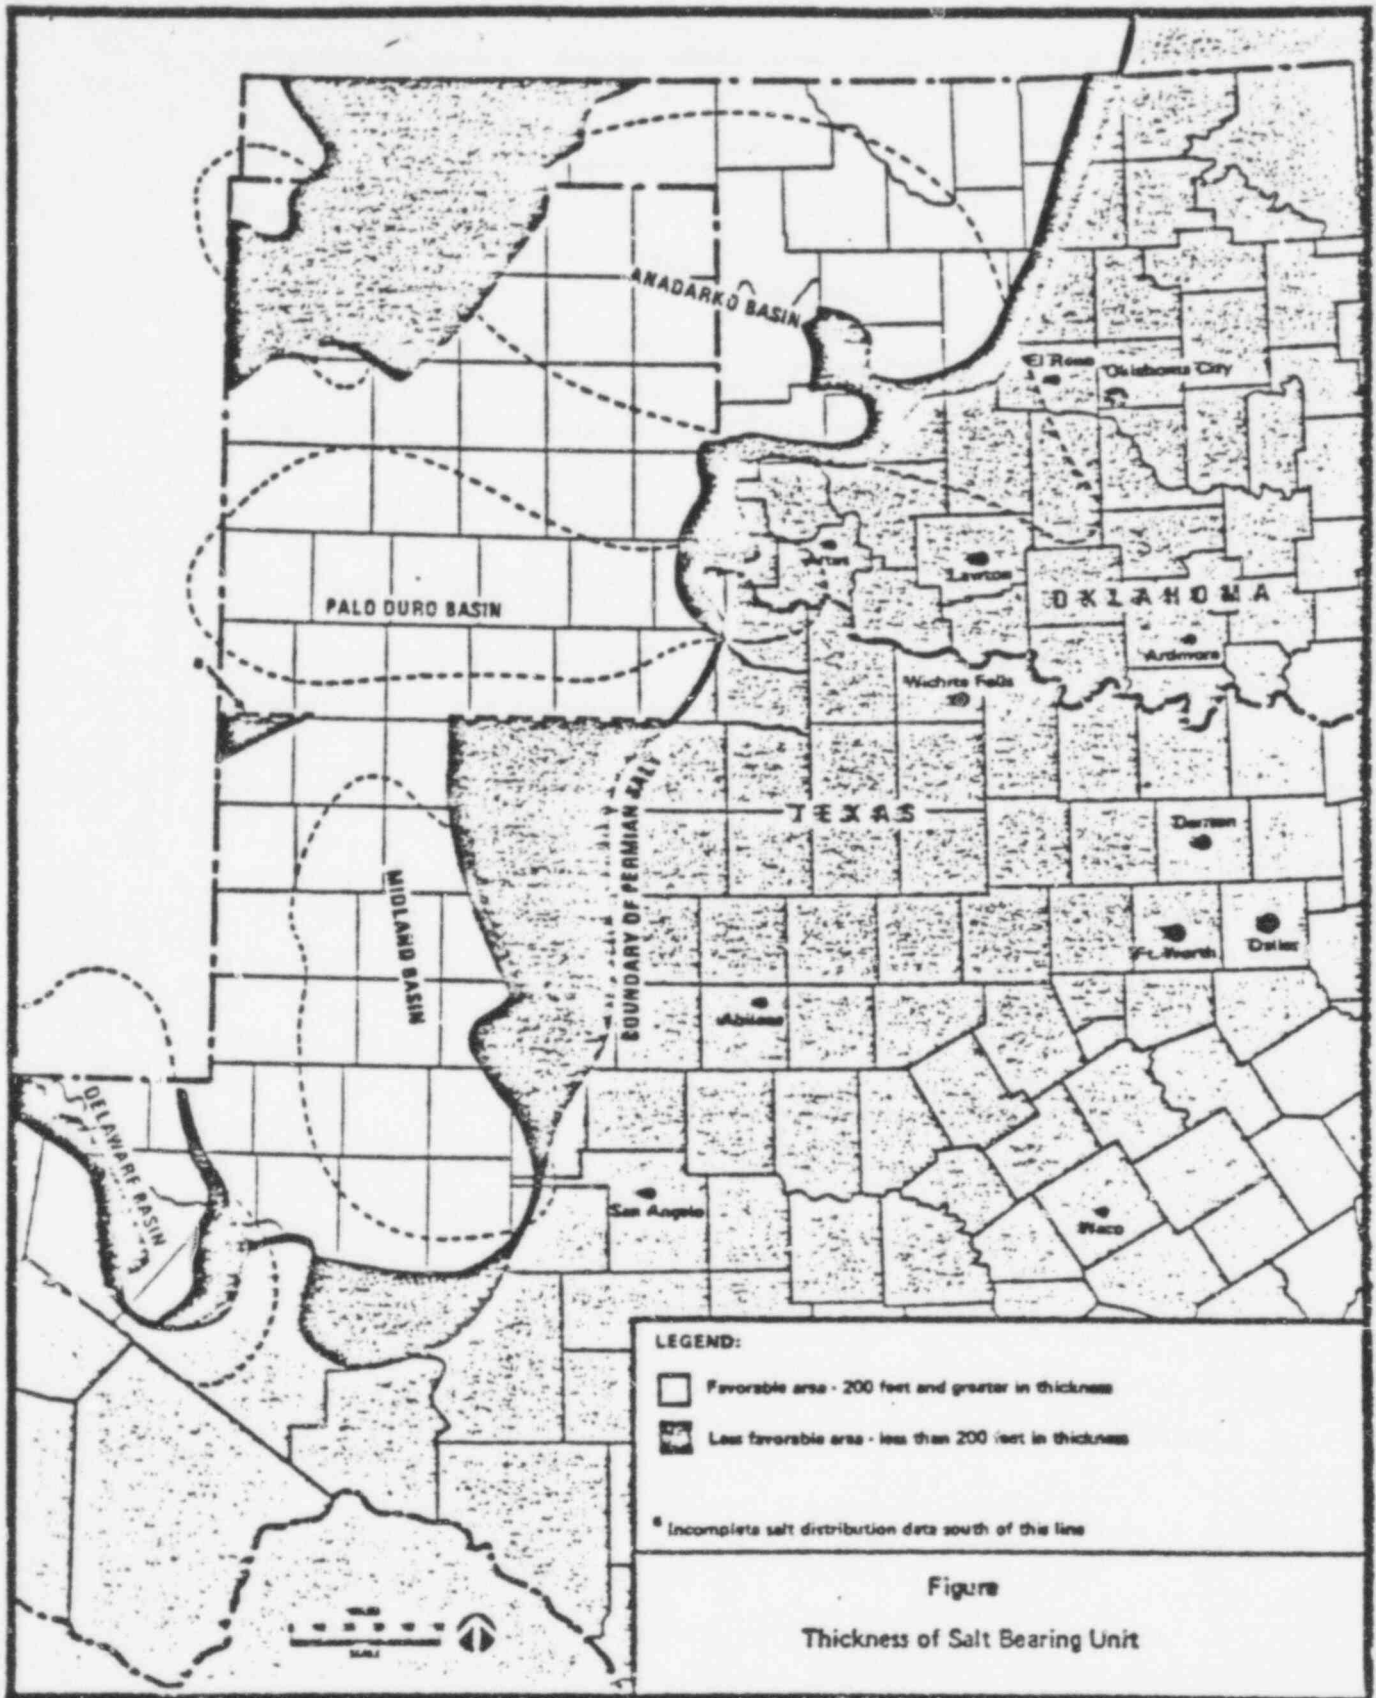 ANADARKO BASIN
El Reno
Oklahoma City
Altus
Lawton
OKLAHOMA
PALO DURO BASIN
Ardmore
Wichita Falls
TEXAS
BOUNDARY OF PERMIAN SALT
Denton
MIDLAND BASIN
Ft. Worth
Dallas
Abilene
DELAWARE BASIN
San Angelo
Waco
LEGEND:
Favorable area - 200 feet and greater in thickness
Less favorable area - less than 200 feet in thickness
* Incomplete salt distribution data south of this line
SCALE
Figure
Thickness of Salt Bearing Unit